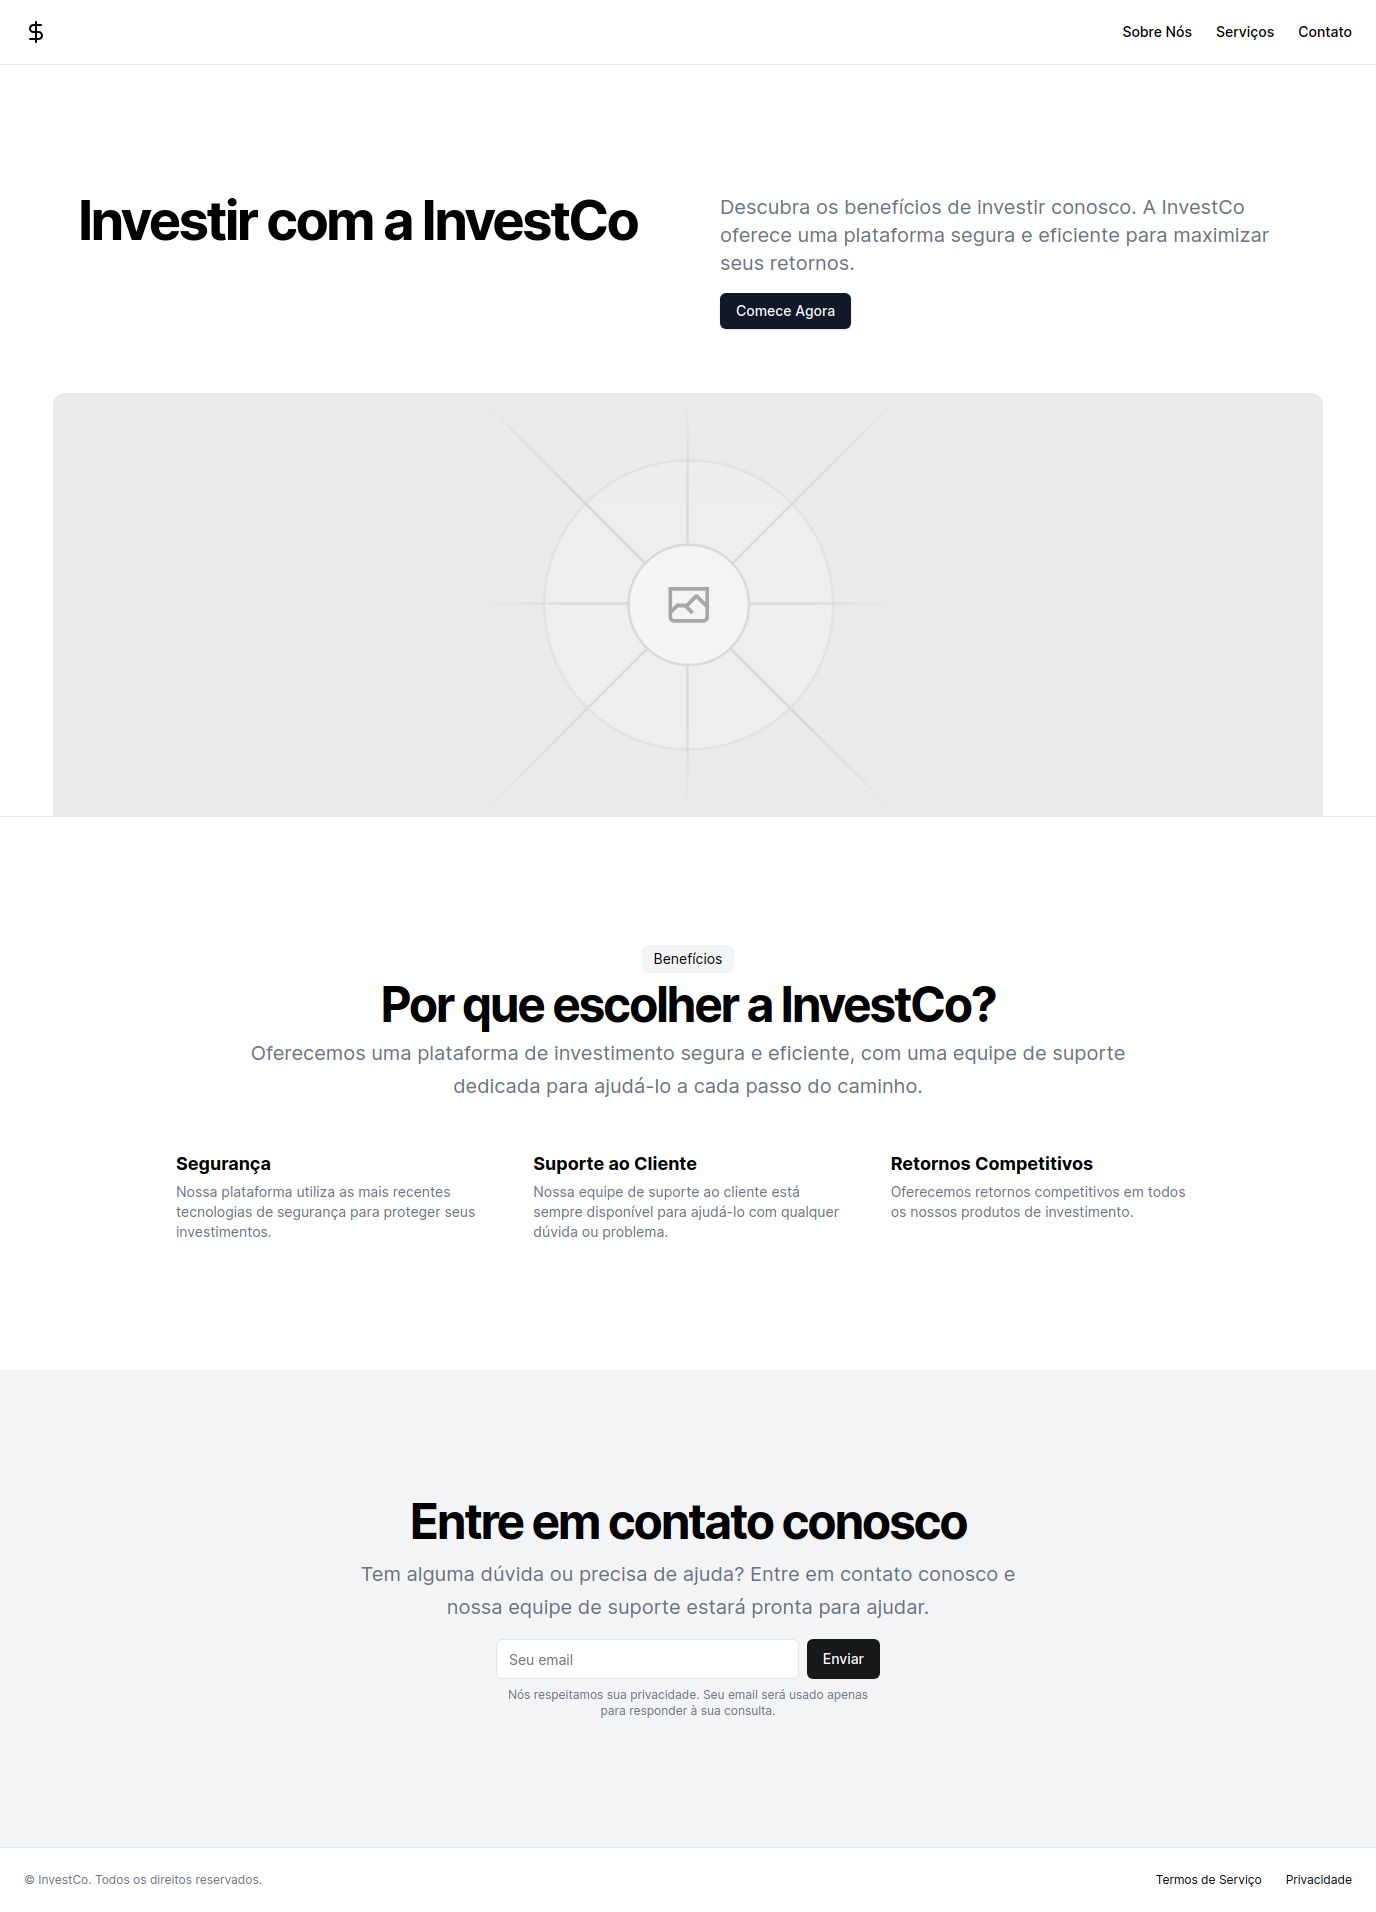 Sobre Nós Serviços Contato
Investir com a InvestCo
Descubra os benefícios de investir conosco. A InvestCo
oferece uma plataforma segura e eficiente para maximizar
seus retornos.
Comece Agora
Benefícios
Por que escolher a InvestCo?
Oferecemos uma plataforma de investimento segura e eficiente, com uma equipe de suporte
dedicada para ajudá-lo a cada passo do caminho.
Segurança
Nossa plataforma utiliza as mais recentes
tecnologias de segurança para proteger seus
investimentos.
Suporte ao Cliente
Nossa equipe de suporte ao cliente está
sempre disponível para ajudá-lo com qualquer
dúvida ou problema.
Retornos Competitivos
Oferecemos retornos competitivos em todos
os nossos produtos de investimento.
Entre em contato conosco
Tem alguma dúvida ou precisa de ajuda? Entre em contato conosco e
nossa equipe de suporte estará pronta para ajudar.
Seu email
Enviar
Nós respeitamos sua privacidade. Seu email será usado apenas
para responder à sua consulta.
© InvestCo. Todos os direitos reservados.
Termos de Serviço Privacidade